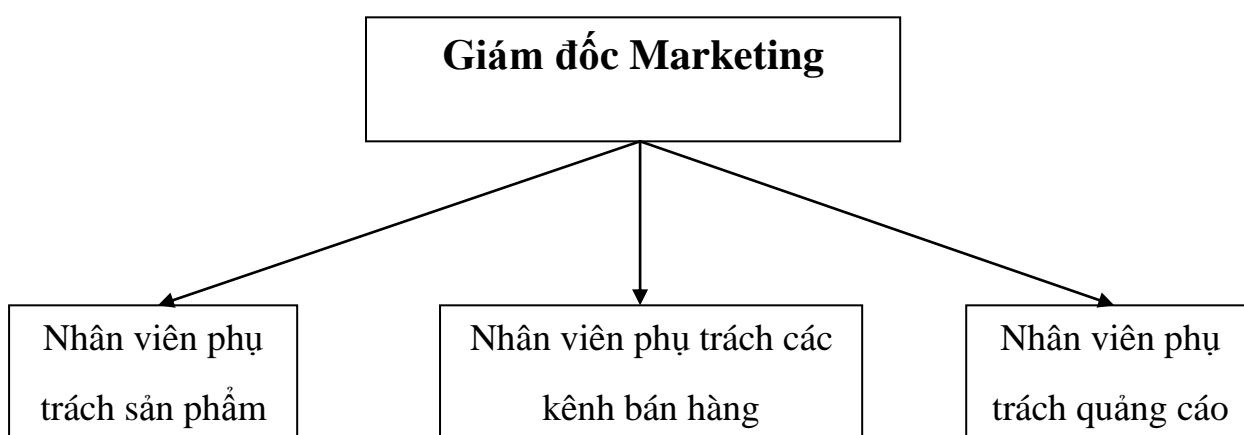 Giám đốc Marketing
Nhân viên phụ
trách sản phẩm
Nhân viên phụ trách các
kênh bán hàng
Nhân viên phụ
trách quảng cáo